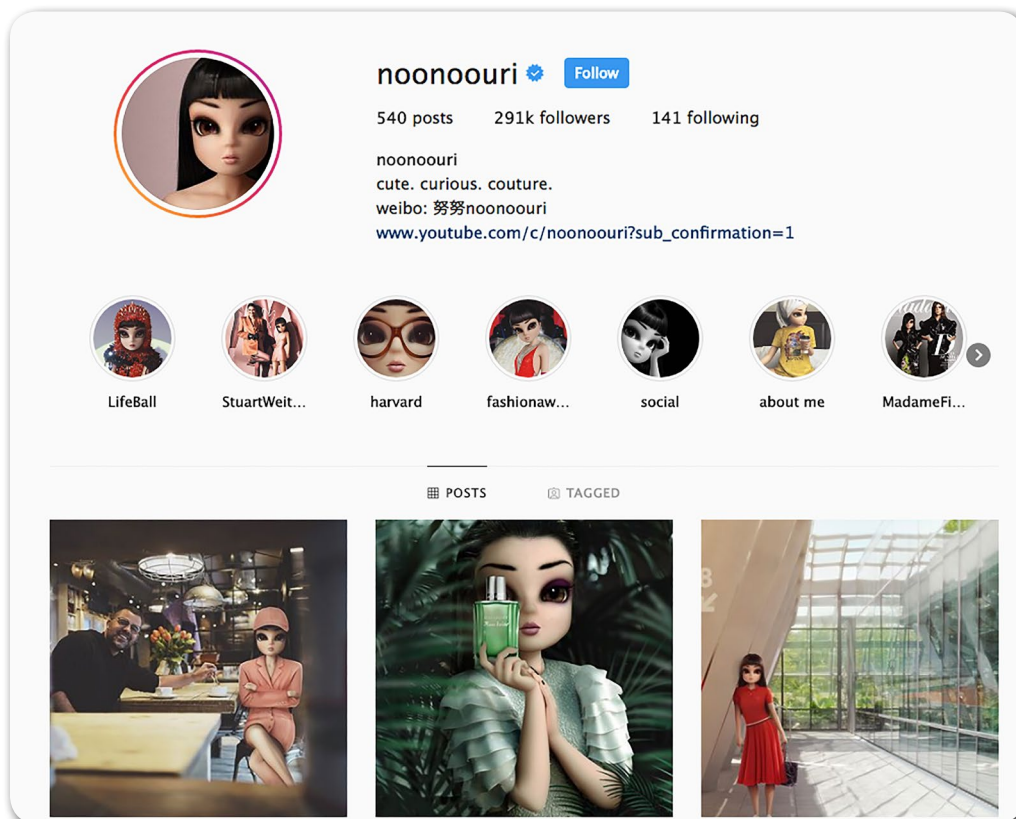 noonoouri
Follow
540 posts 291k followers 141 following
noonoouri
cute. curious. couture.
weibo: 努努noonoouri
www.youtube.com/c/noonoouri?sub_confirmation=1
LifeBall StuartWeit... harvard fashionaw... social about me MadameFi...
POSTS TAGGED
8